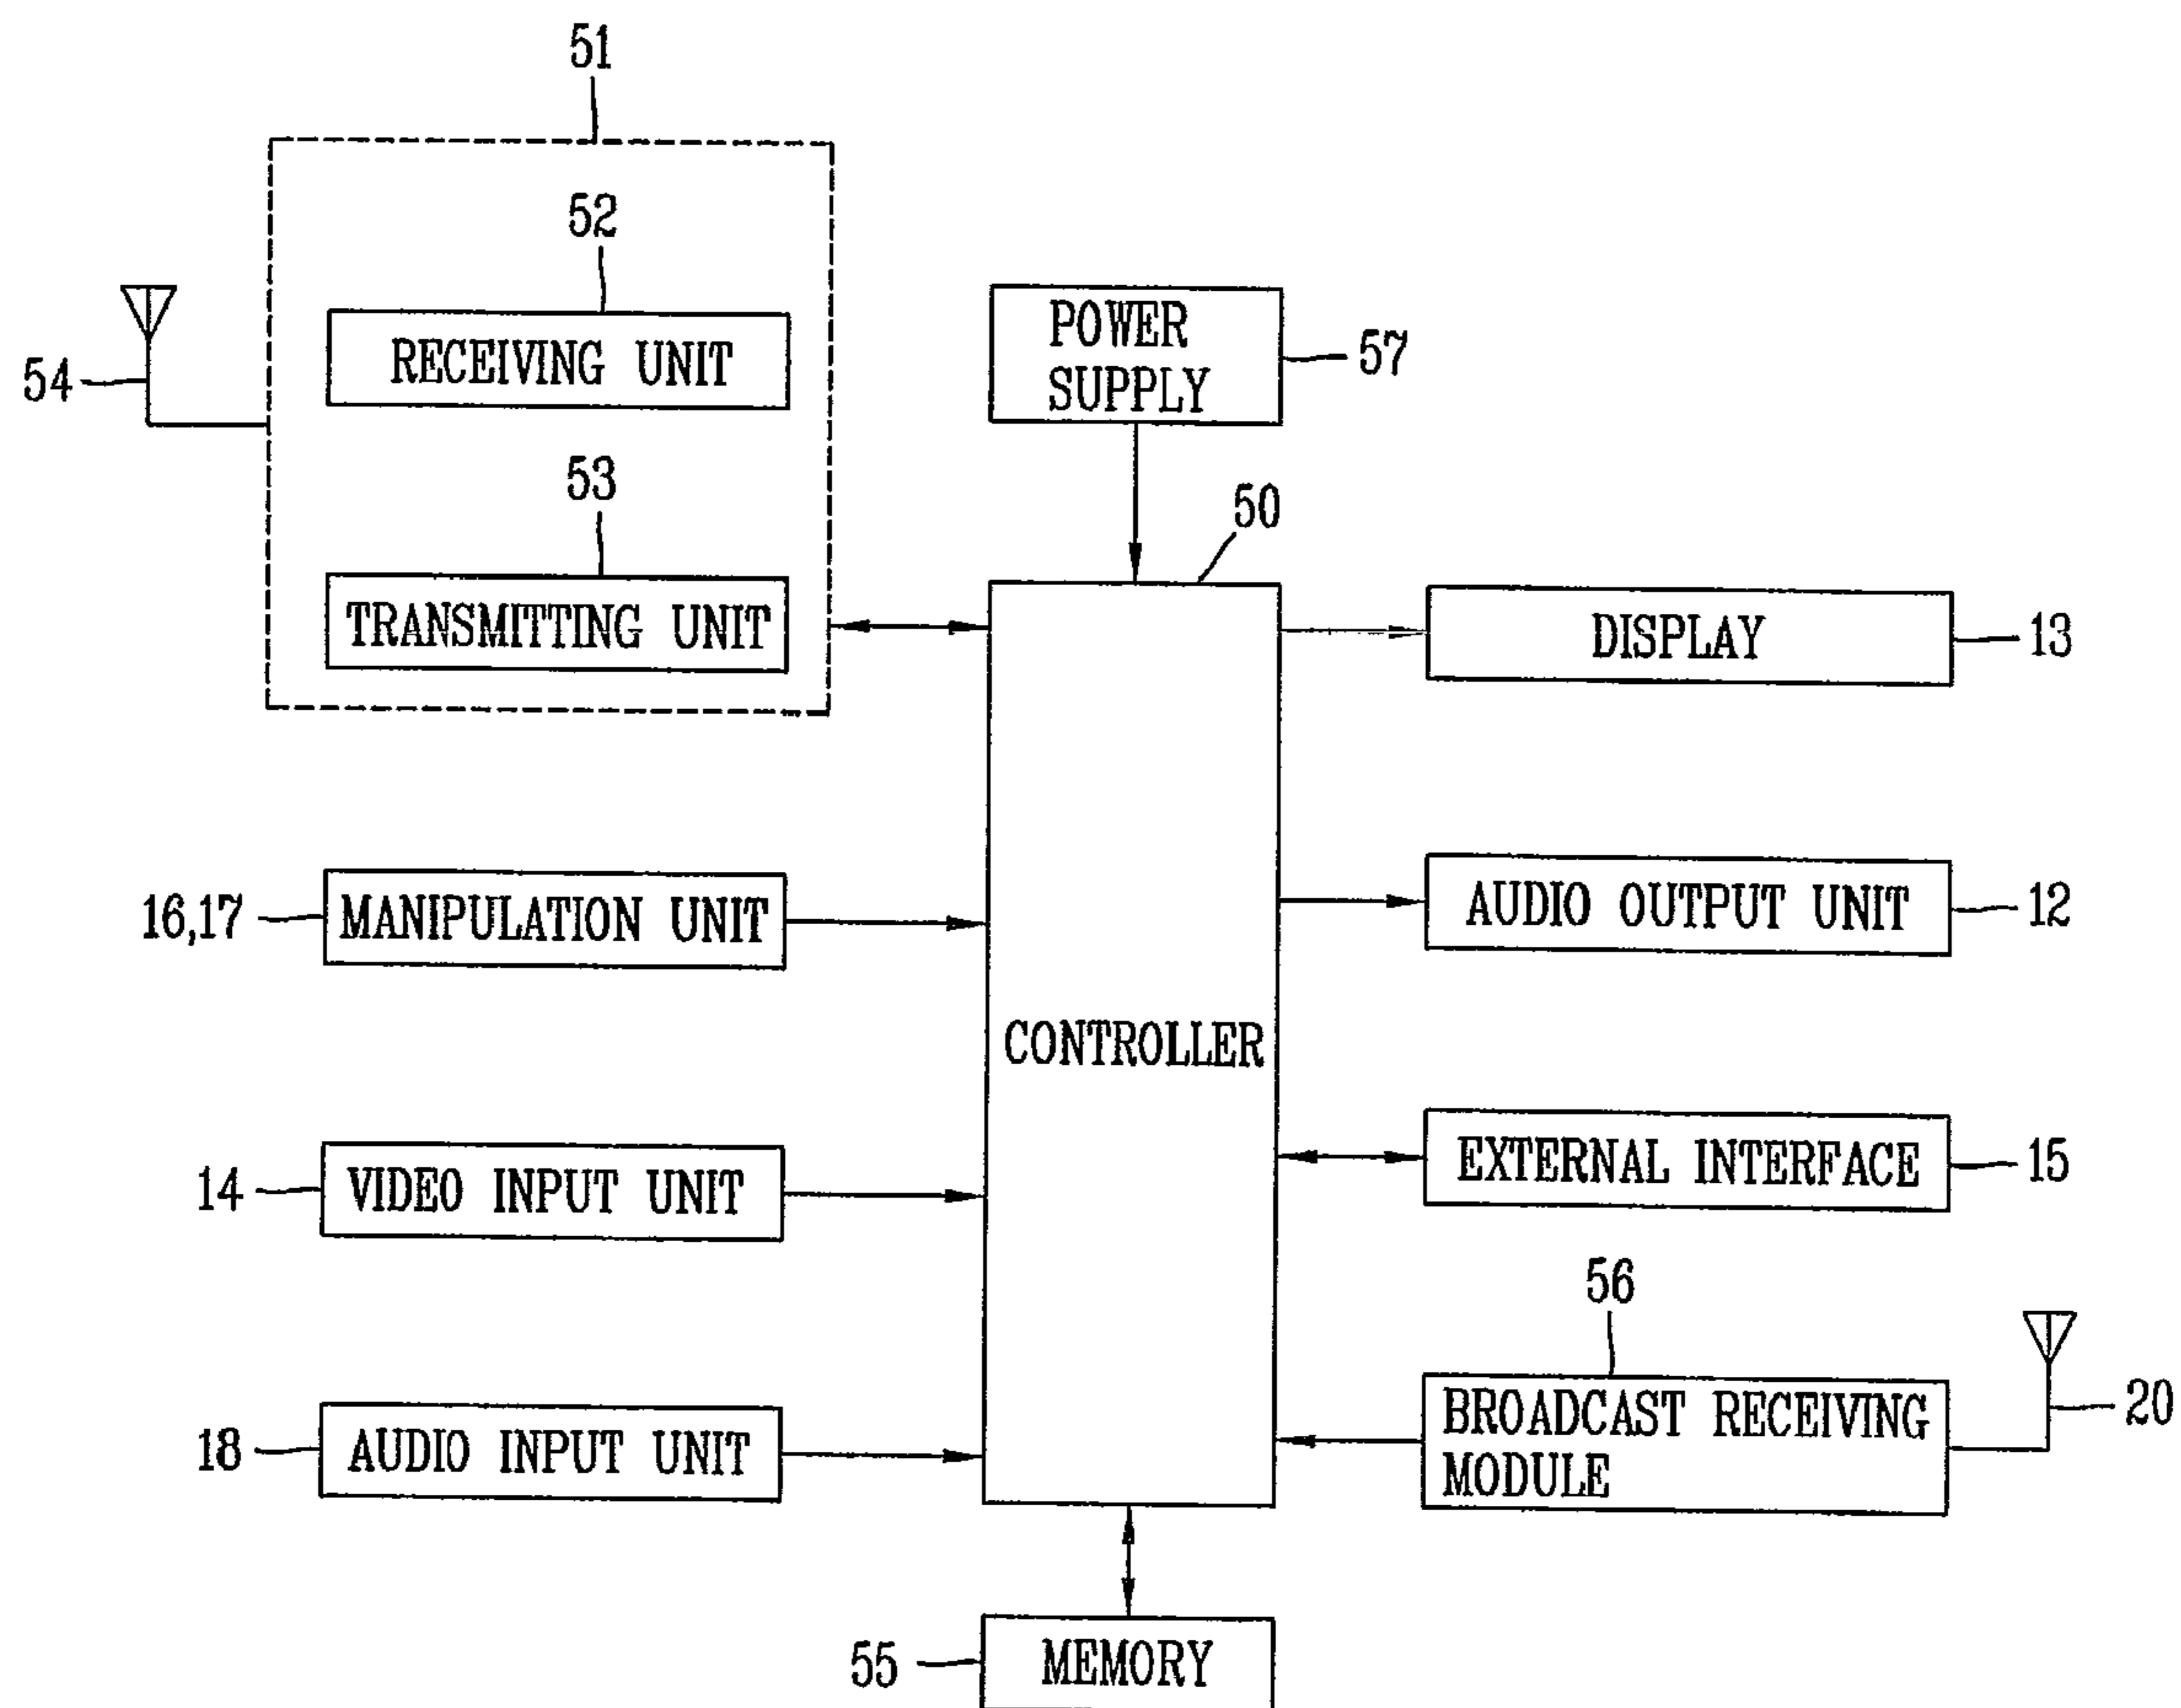 51
52
54
RECEIVING UNIT
POWER
SUPPLY
57
53
50
TRANSMITTING UNIT
DISPLAY
13
16,17
MANIPULATION UNIT
AUDIO OUTPUT UNIT
12
CONTROLLER
14
VIDEO INPUT UNIT
EXTERNAL INTERFACE
15
56
18
AUDIO INPUT UNIT
BROADCAST RECEIVING
MODULE
20
55
MEMORY